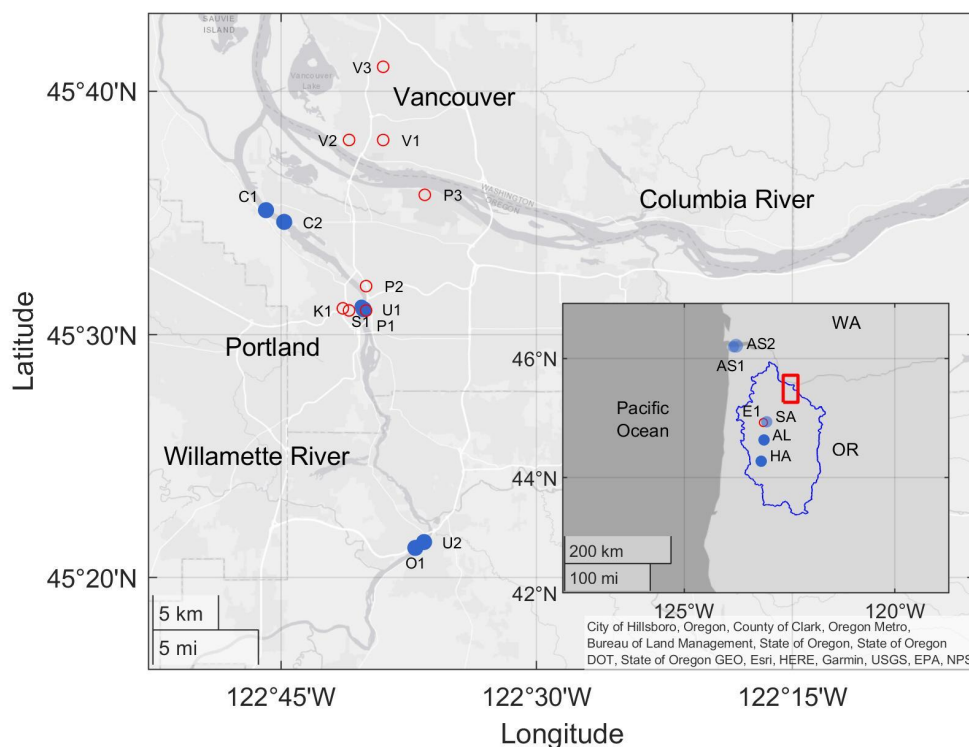 SAUVIE
ISLAND
45°40'N
V3
Vancouver
Lake
Vancouver
V2
V1
WASHINGTON
OREGON
P3
C1
Columbia River
C2
P2
K1
U1
S1
P1
45°30'N
Portland
Latitude
WA
AS2
46°N
AS1
Pacific
Ocean
E1
SA
AL
OR
HA
44°N
Willamette River
U2
O1
200 km
100 mi
45°20'N
42°N
125°W
120°W
5 km
5 mi
City of Hillsboro, Oregon, County of Clark, Oregon Metro,
Bureau of Land Management, State of Oregon, State of Oregon
DOT, State of Oregon GEO, Esri, HERE, Garmin, USGS, EPA, NPS
122°45'W
122°30'W
122°15'W
Longitude